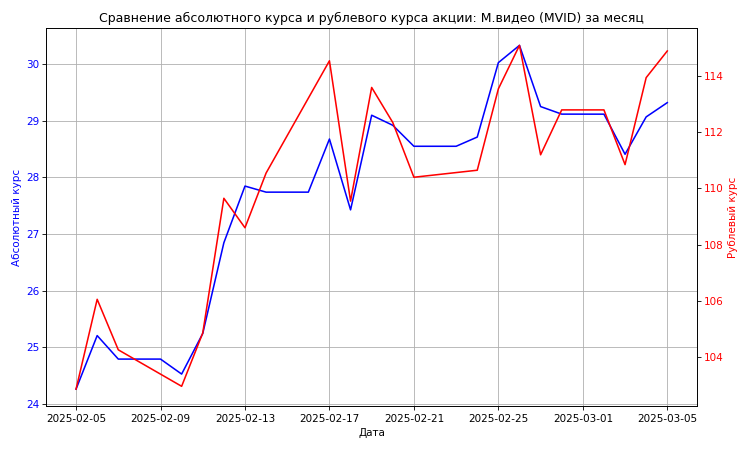 Сравнение абсолютного курса и рублевого курса акции: М.видео (MVID) за месяц
Абсолютный курс
30
29
28
27
26
25
24
114
112
110
108
106
104
Рублевый курс
2025-02-05 2025-02-09 2025-02-13 2025-02-17 2025-02-21 2025-02-25 2025-03-01 2025-03-05
Дата